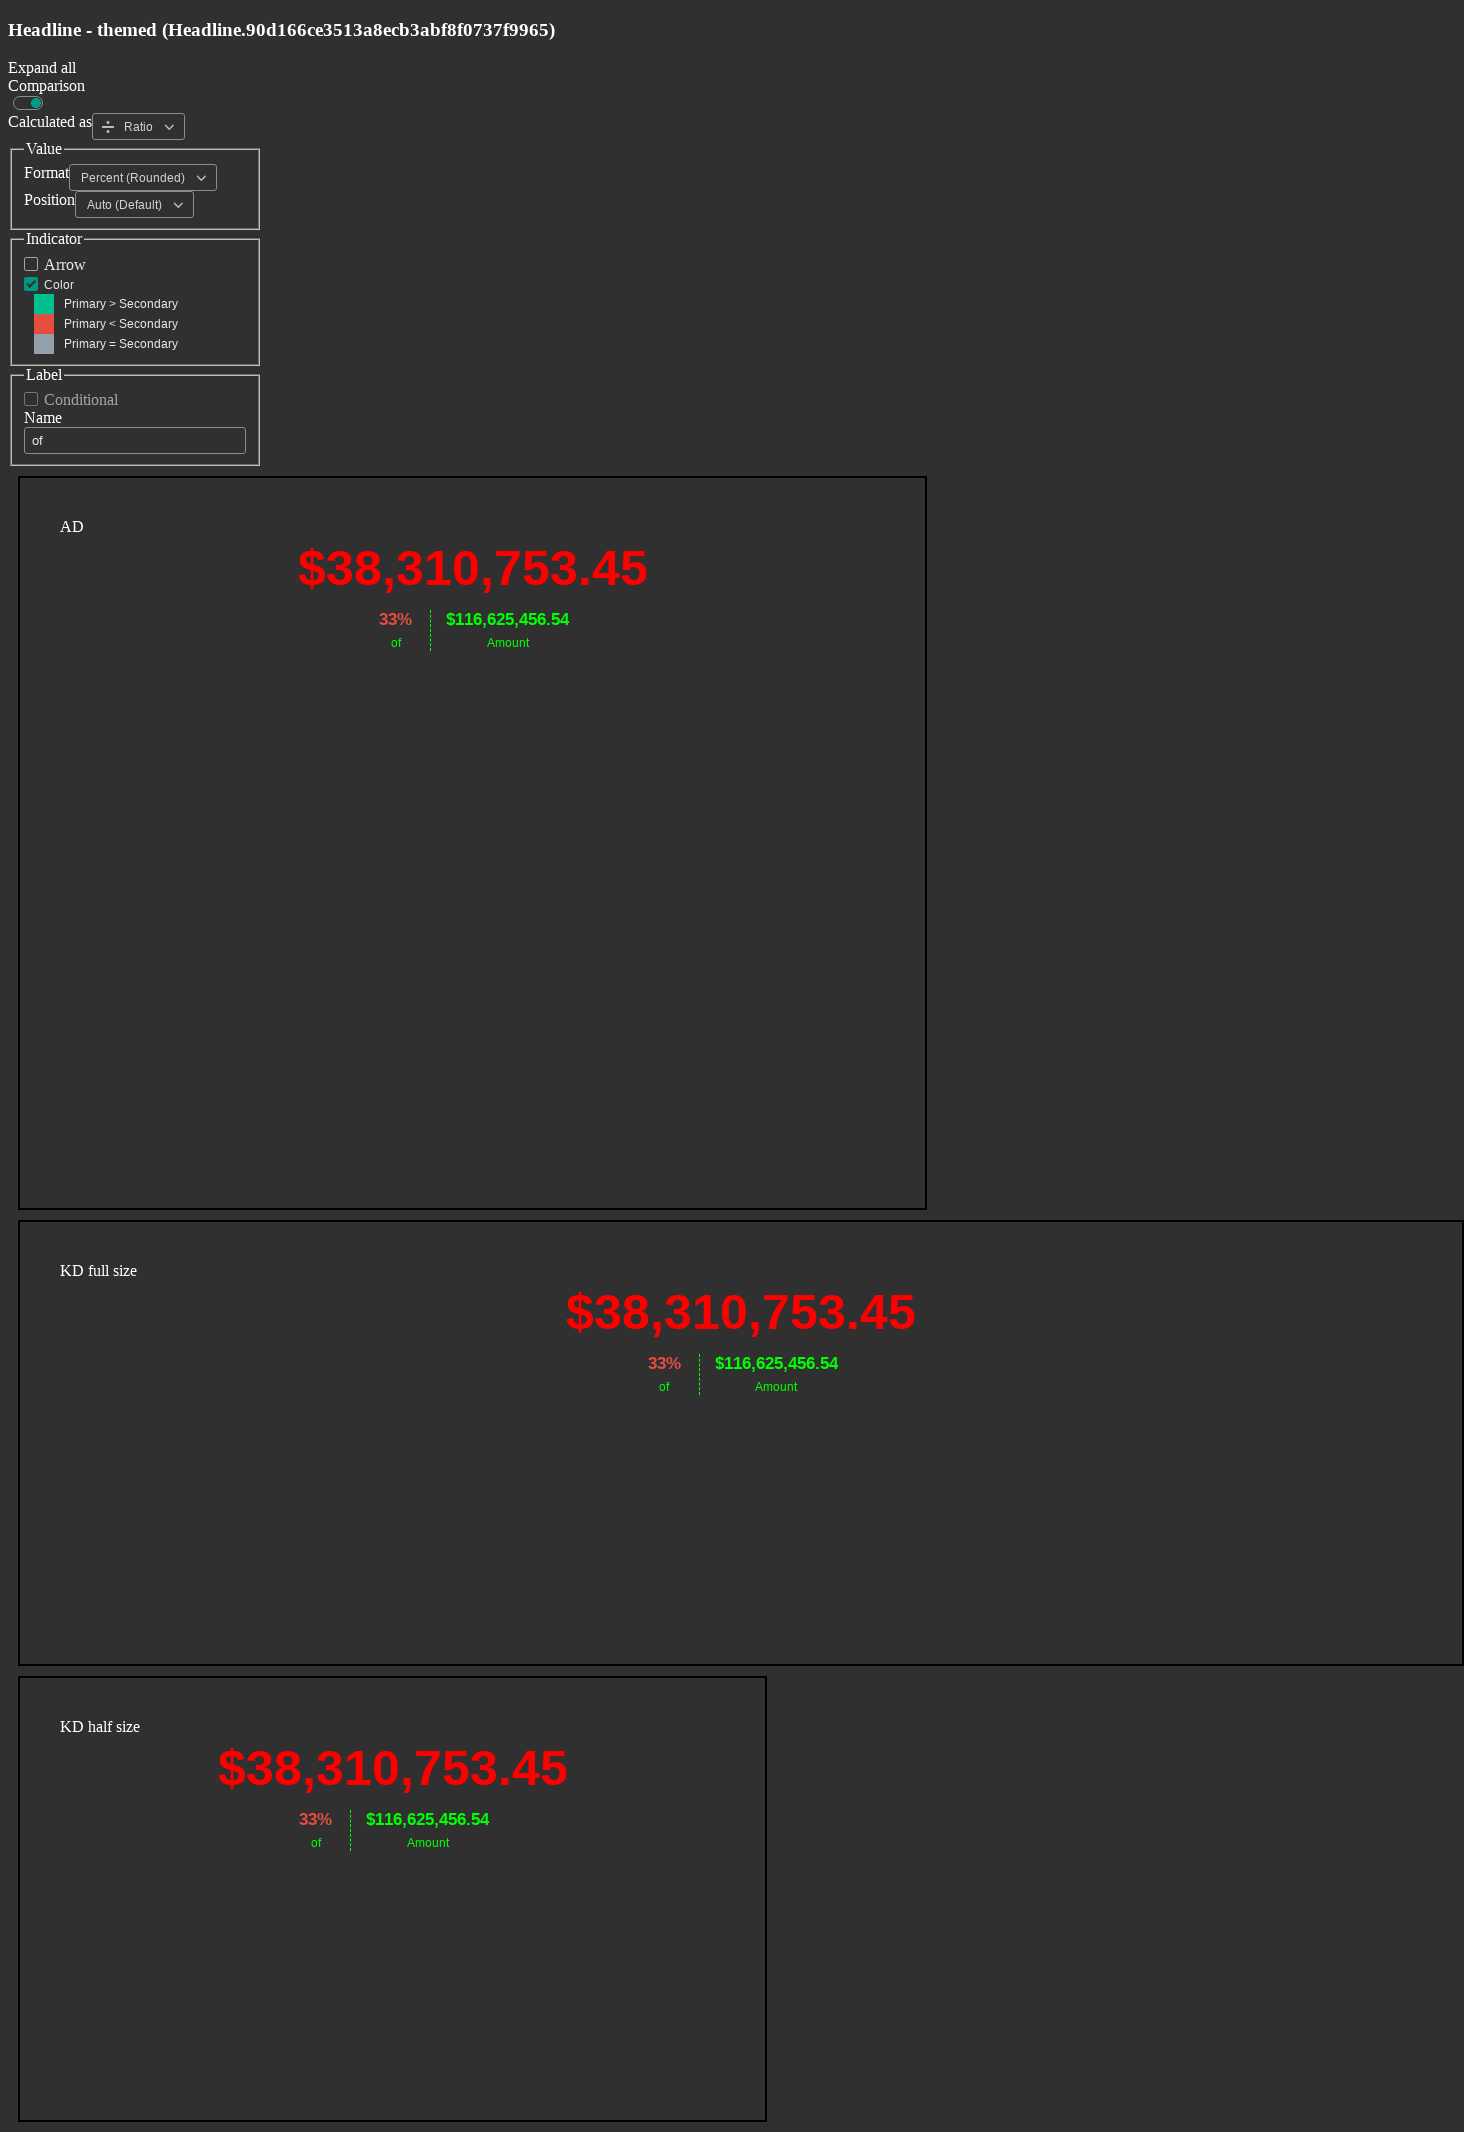 Headline - themed (Headline.90d166ce3513a8ecb3abf8f0737f9965)
Expand all
Comparison
Calculated as Ratio
Value
Format Percent (Rounded)
Position Auto (Default)
Indicator
Arrow
Color
Primary > Secondary
Primary < Secondary
Primary = Secondary
Label
Conditional
Name
of
AD
$38,310,753.45
33% $116,625,456.54
of Amount
KD full size
$38,310,753.45
33% $116,625,456.54
of Amount
KD half size
$38,310,753.45
33% $116,625,456.54
of Amount